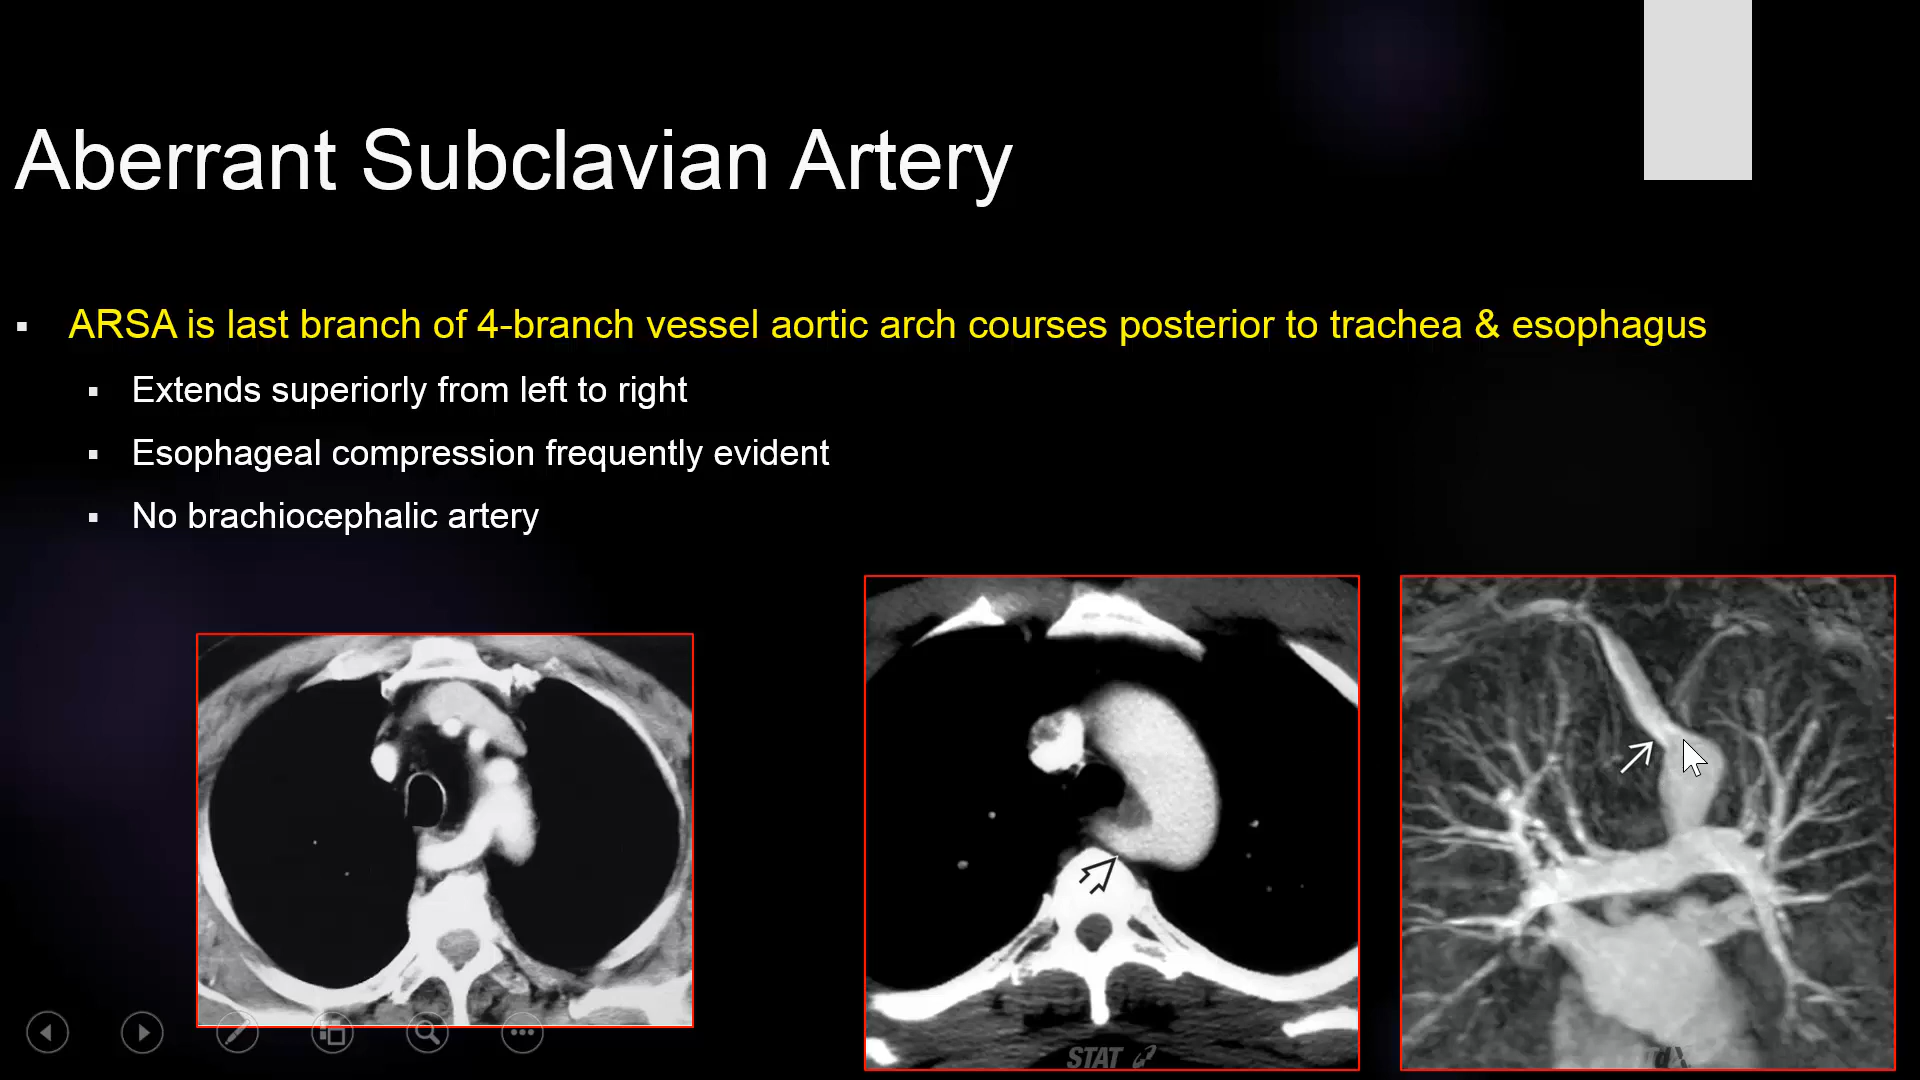 Aberrant Subclavian Artery
ARSA is last branch of 4-branch vessel aortic arch courses posterior to trachea & esophagus
Extends superiorly from left to right
Esophageal compression frequently evident
No brachiocephalic artery
STAT